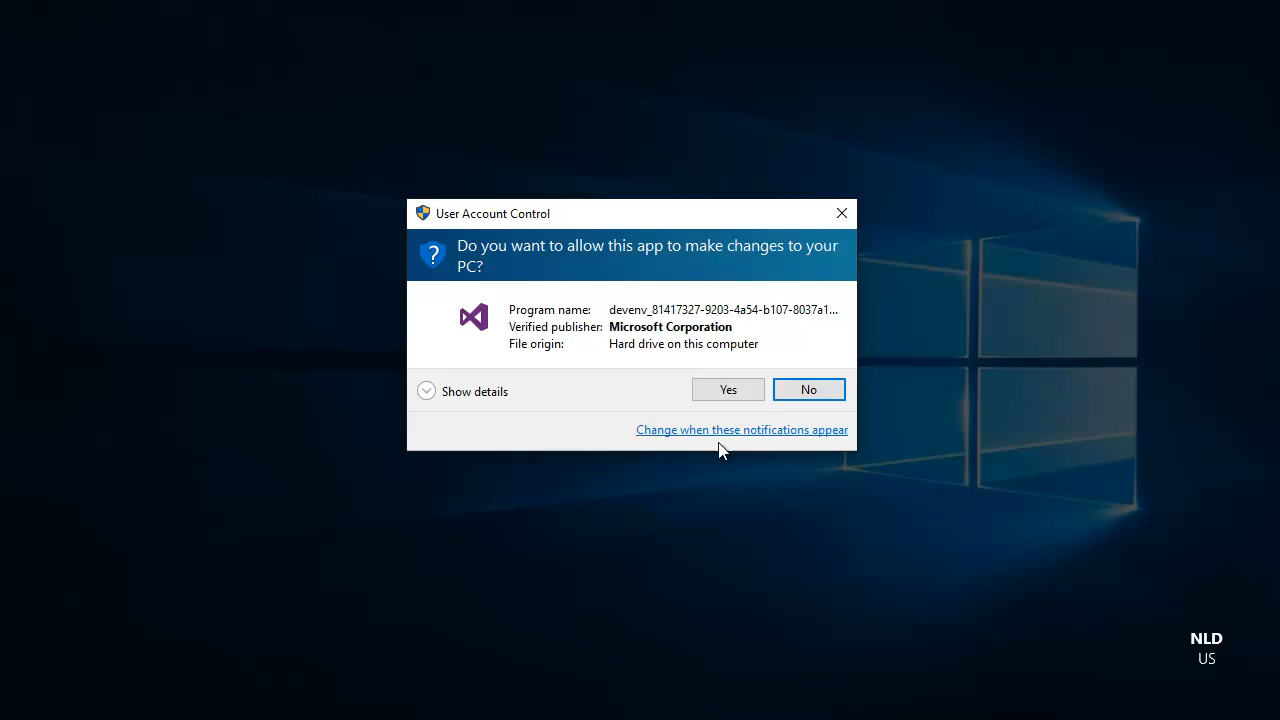 User Account Control
Do you want to allow this app to make changes to your
PC?
Program name: devenv_81417327-9203-4a54-b107-8037a1...
Verified publisher: Microsoft Corporation
File origin: Hard drive on this computer
Show details
Yes
No
Change when these notifications appear
NLD
US